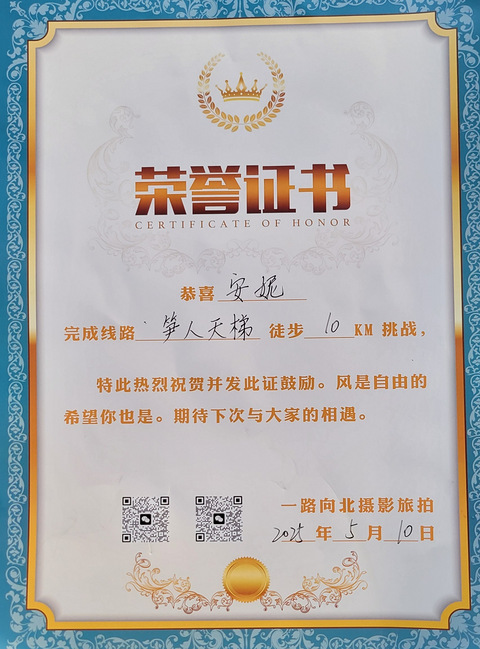 荣誉证书
CERTIFICATE OF HONOR
恭喜 安妮
完成线路 笋人天梯 徒步 10 KM 挑战，
特此热烈祝贺并发此证鼓励。风是自由的
希望你也是。期待下次与大家的相遇。
一路向北摄影旅拍
2025 年 5 月 10 日